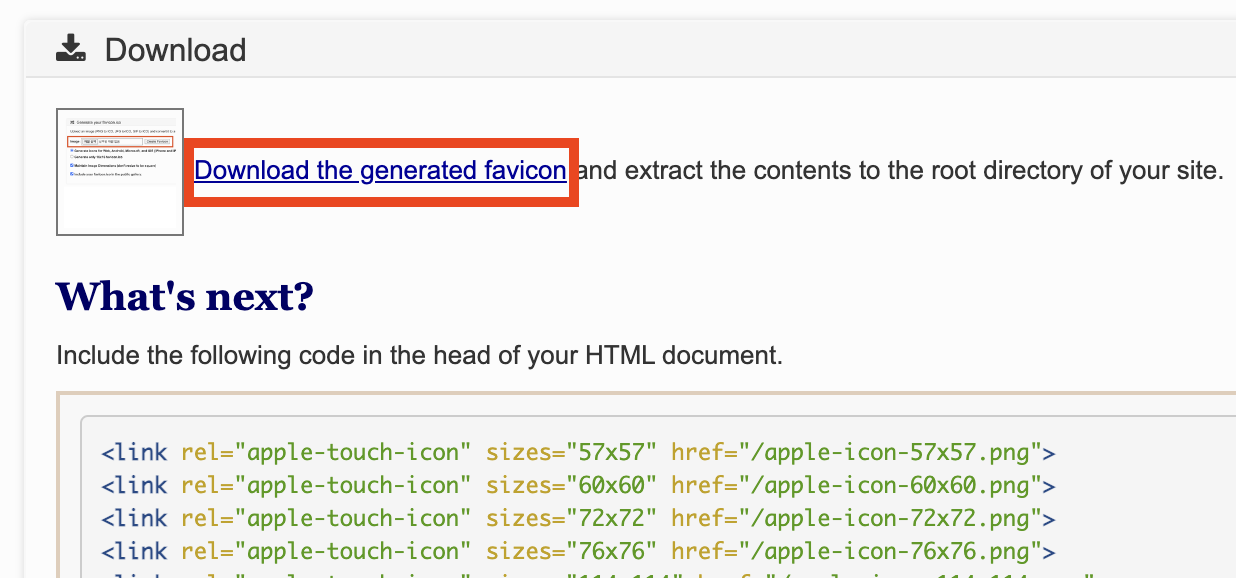 Download
Generate your favicon.ico
Download the generated favicon and extract the contents to the root directory of your site.
What's next?
Include the following code in the head of your HTML document.
<link rel="apple-touch-icon" sizes="57x57" href="/apple-icon-57x57.png">
<link rel="apple-touch-icon" sizes="60x60" href="/apple-icon-60x60.png">
<link rel="apple-touch-icon" sizes="72x72" href="/apple-icon-72x72.png">
<link rel="apple-touch-icon" sizes="76x76" href="/apple-icon-76x76.png">